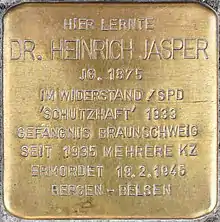 HIER LERNTE
DR. HEINRICH JASPER
JG. 1875
IM WIDERSTAND / SPD
'SCHUTZHAFT' 1933
GEFÄNGNIS BRAUNSCHWEIG
SEIT 1935 MEHRERE KZ
ERMORDET 19.2.1945
BERGEN-BELSEN